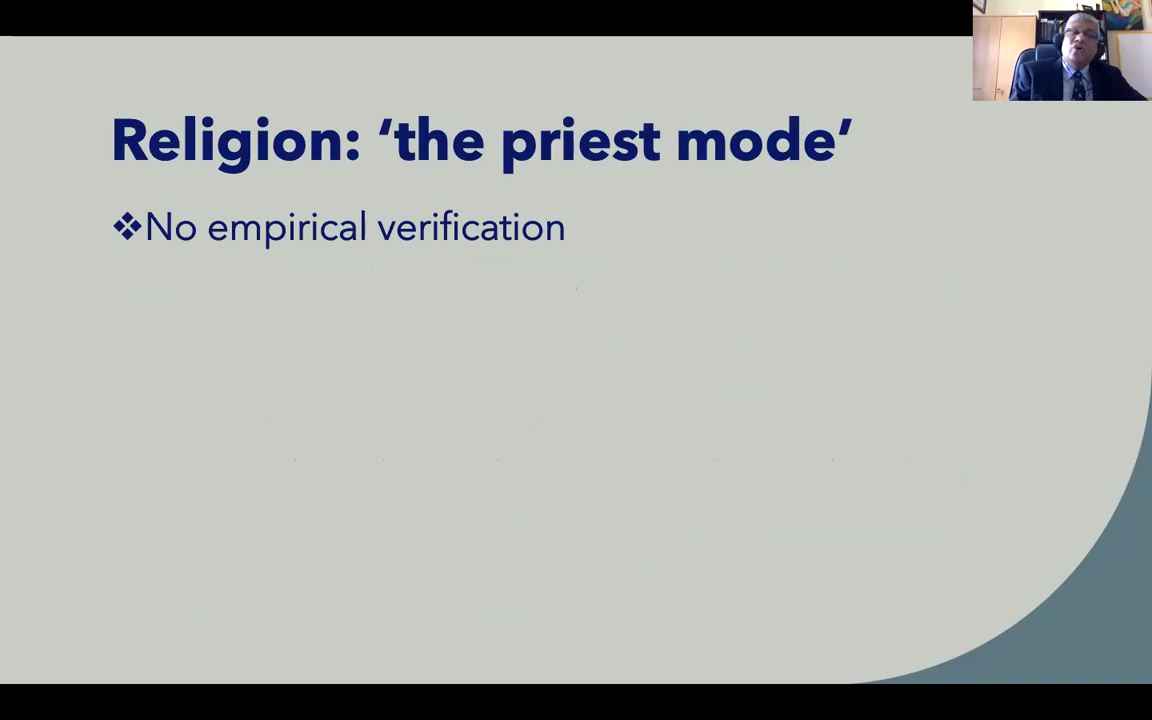 Religion: ‘the priest mode’
❖No empirical verification